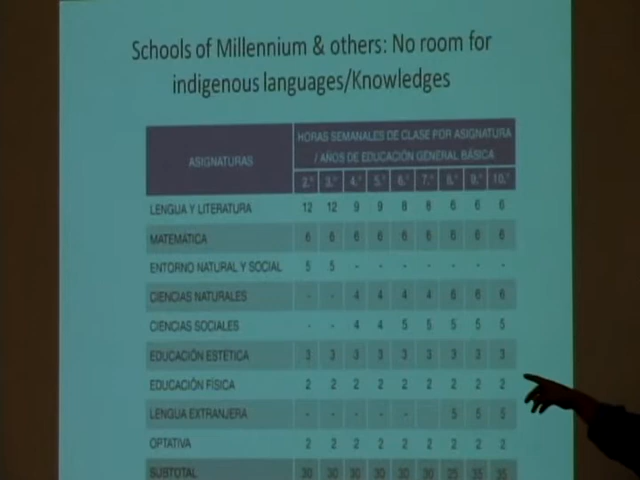 Schools of Millennium & others: No room for
indigenous languages/Knowledges
ASIGNATURAS
HORAS SEMANALES DE CLASE POR ASIGNATURA
/ AÑOS DE EDUCACIÓN GENERAL BÁSICA
2.° 3.° 4.° 5.° 6.° 7.° 8.° 9.° 10.°
LENGUA Y LITERATURA 12 12 9 9 8 8 6 6 6
MATEMÁTICA 6 6 6 6 6 6 6 6 6
ENTORNO NATURAL Y SOCIAL 5 5 - - - - - - -
CIENCIAS NATURALES - - 4 4 4 4 6 6 6
CIENCIAS SOCIALES - - 4 4 5 5 5 5 5
EDUCACIÓN ESTÉTICA 3 3 3 3 3 3 3 3 3
EDUCACIÓN FÍSICA 2 2 2 2 2 2 2 2 2
LENGUA EXTRANJERA - - - - - 5 5 5
OPTATIVA 2 2 2 2 2 2 2 2 2
SUBTOTAL 30 30 30 30 30 30 35 35